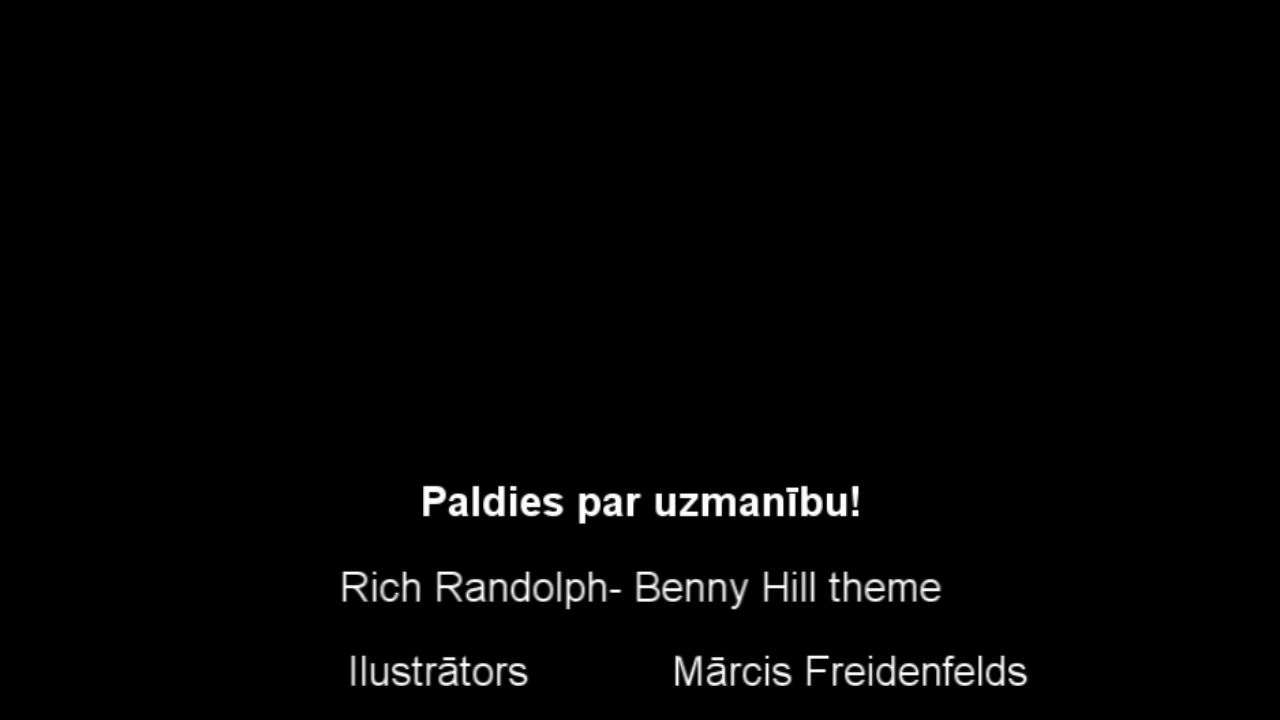 Paldies par uzmanību!
Rich Randolph- Benny Hill theme
Ilustrātors Mārcis Freidenfelds